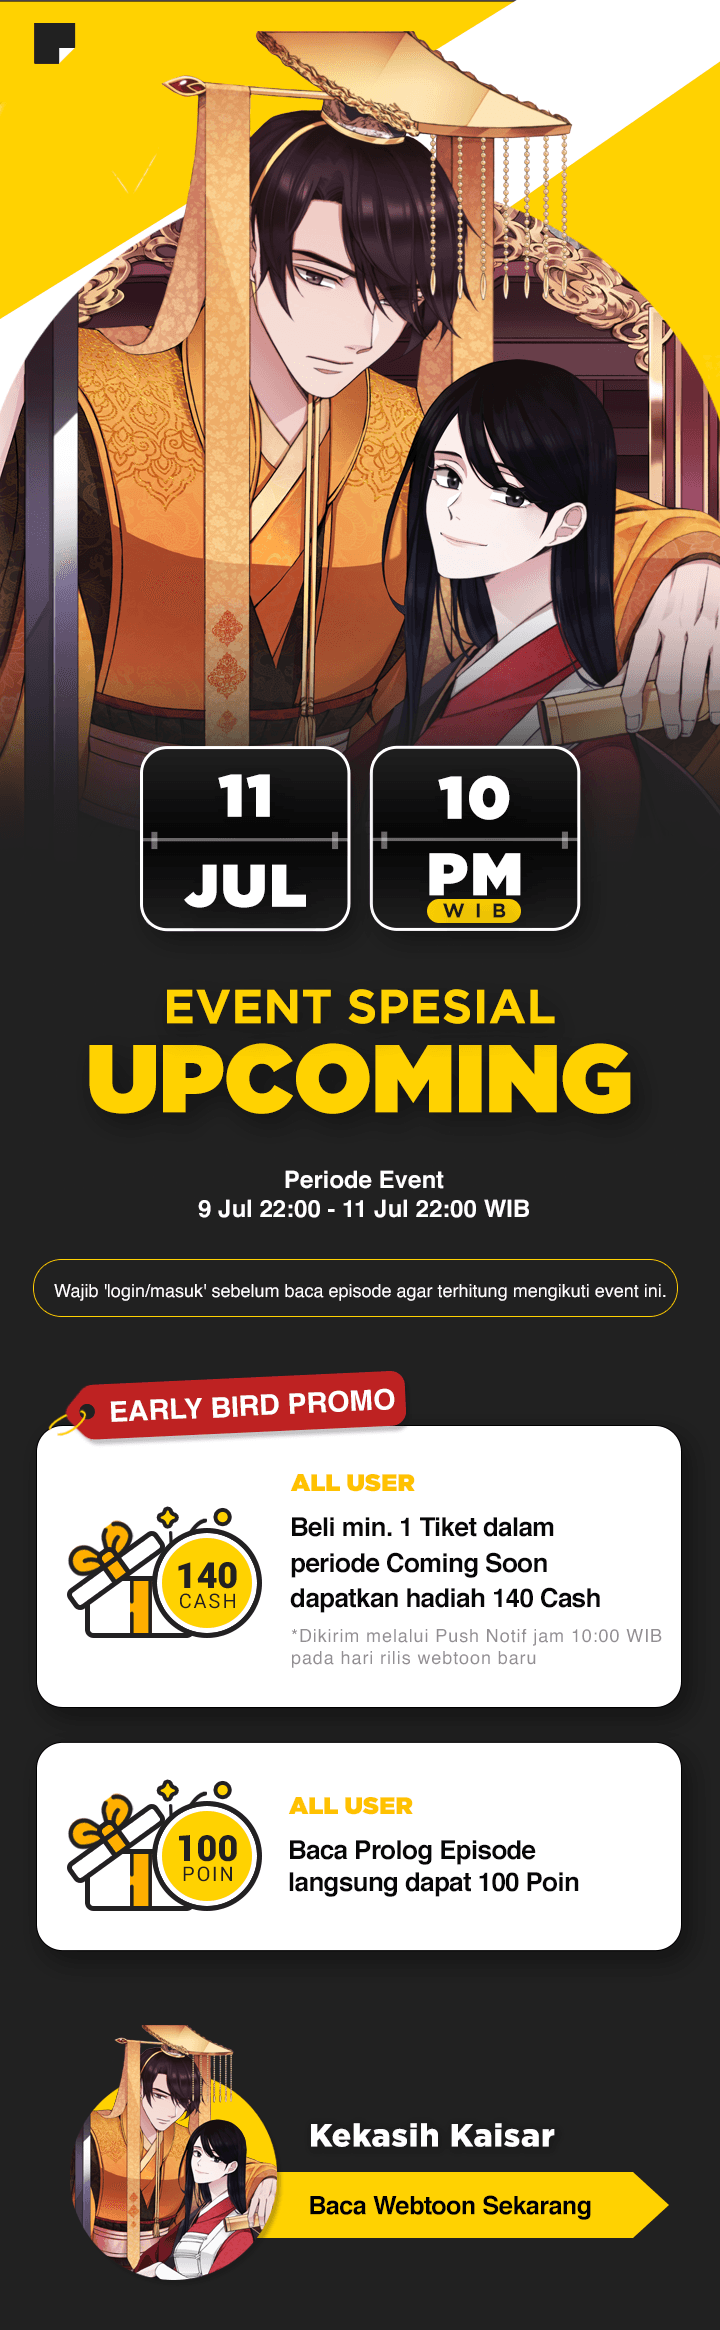 11
JUL
10
PM
WIB
EVENT SPESIAL
UPCOMING
Periode Event
9 Jul 22:00 - 11 Jul 22:00 WIB
Wajib 'login/masuk' sebelum baca episode agar terhitung mengikuti event ini.
EARLY BIRD PROMO
140
CASH
ALL USER
Beli min. 1 Tiket dalam
periode Coming Soon
dapatkan hadiah 140 Cash
*Dikirim melalui Push Notif jam 10:00 WIB
pada hari rilis webtoon baru
100
POIN
ALL USER
Baca Prolog Episode
langsung dapat 100 Poin
Kekasih Kaisar
Baca Webtoon Sekarang